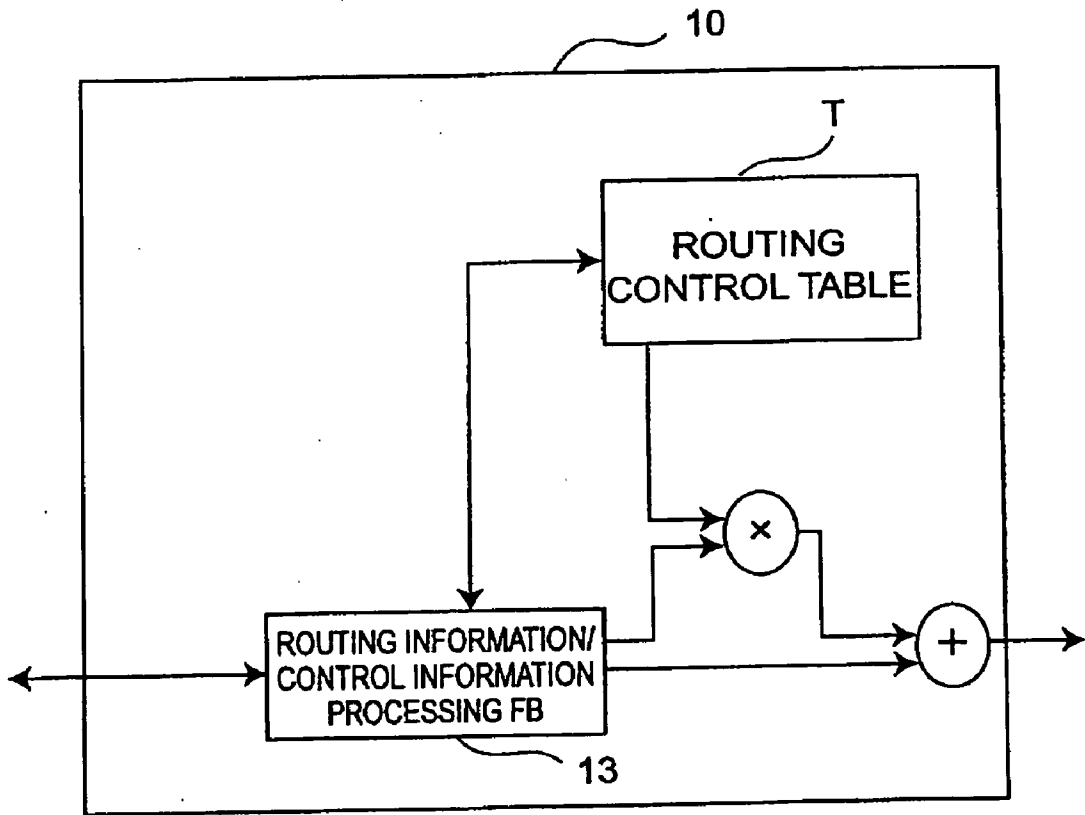 10
T
ROUTING
CONTROL TABLE
×
+
ROUTING INFORMATION/
CONTROL INFORMATION
PROCESSING FB
13